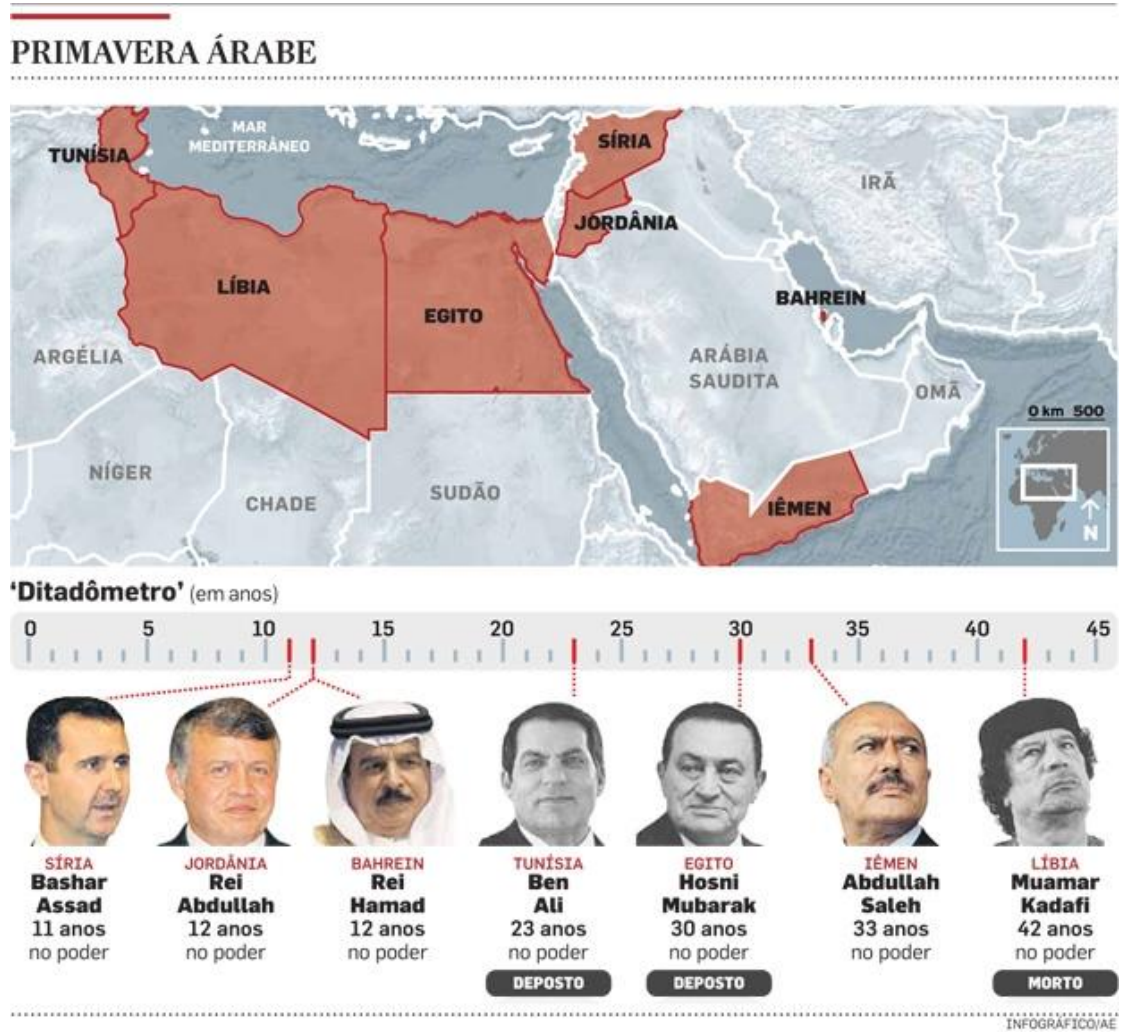 PRIMAVERA ÁRABE
MAR
MEDITERRÂNEO
TUNÍSIA
SÍRIA
IRÃ
JORDÂNIA
LÍBIA
EGITO
BAHREIN
ARGÉLIA
ARÁBIA
SAUDITA
OMÃ
0 km 500
NÍGER
CHADE
SUDÃO
IÊMEN
N
'Ditadômetro' (em anos)
0 5 10 15 20 25 30 35 40 45
SÍRIA
Bashar
Assad
11 anos
no poder
JORDÂNIA
Rei
Abdullah
12 anos
no poder
BAHREIN
Rei
Hamad
12 anos
no poder
TUNÍSIA
Ben
Ali
23 anos
no poder
DEPOSTO
EGITO
Hosni
Mubarak
30 anos
no poder
DEPOSTO
IÊMEN
Abdullah
Saleh
33 anos
no poder
LÍBIA
Muamar
Kadafi
42 anos
no poder
MORTO
INFOGRÁFICO/AE